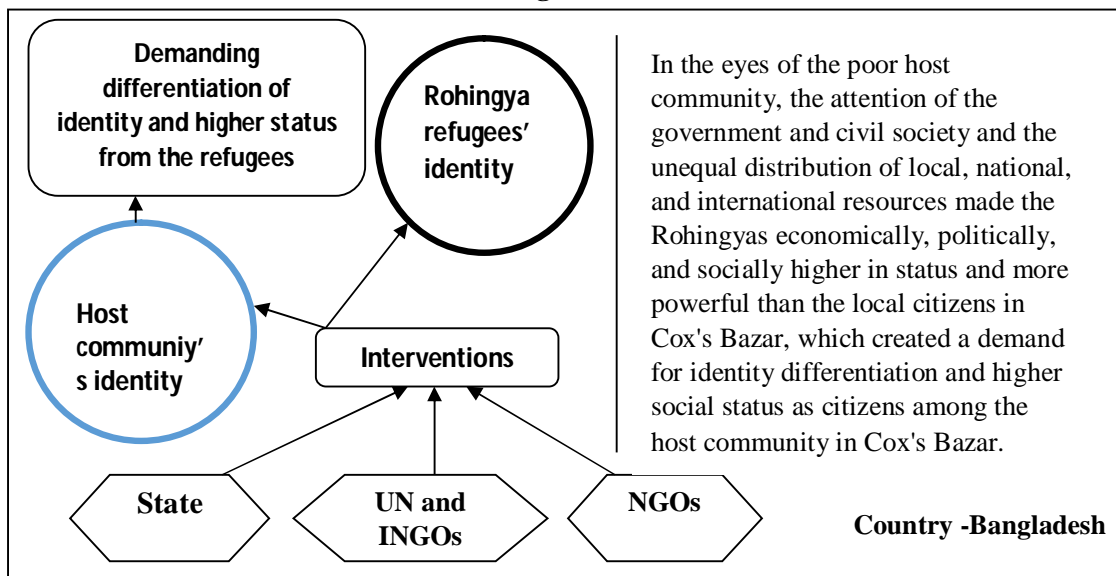 Demanding
differentiation of
identity and higher status
from the refugees
Rohingya
refugees’
identity
Host
communiy’
s identity
Interventions
State
UN and
INGOs
NGOs
In the eyes of the poor host
community, the attention of the
government and civil society and the
unequal distribution of local, national,
and international resources made the
Rohingyas economically, politically,
and socially higher in status and more
powerful than the local citizens in
Cox's Bazar, which created a demand
for identity differentiation and higher
social status as citizens among the
host community in Cox's Bazar.
Country -Bangladesh